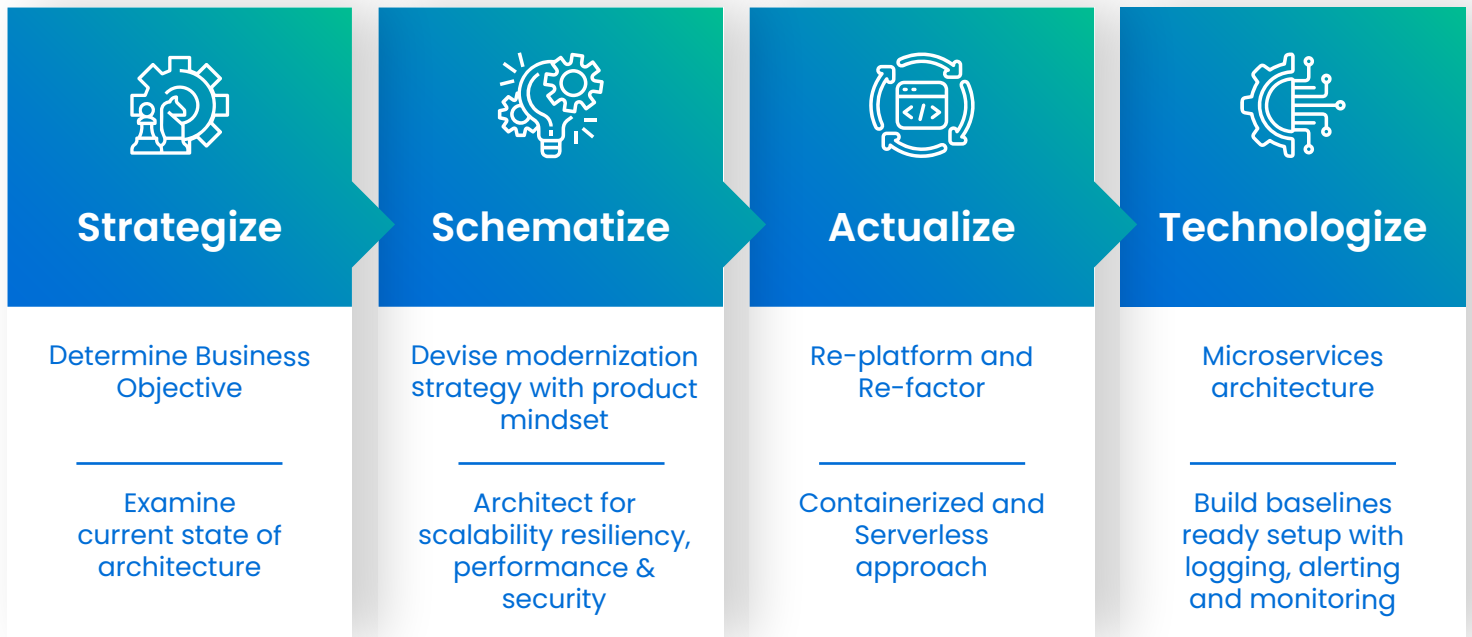 Strategize
Determine Business
Objective
Examine
current state of
architecture
Schematize
Devise modernization
strategy with product
mindset
Architect for
scalability resiliency,
performance &
security
Actualize
Re-platform and
Re-factor
Containerized and
Serverless
approach
Technologize
Microservices
architecture
Build baselines
ready setup with
logging, alerting
and monitoring